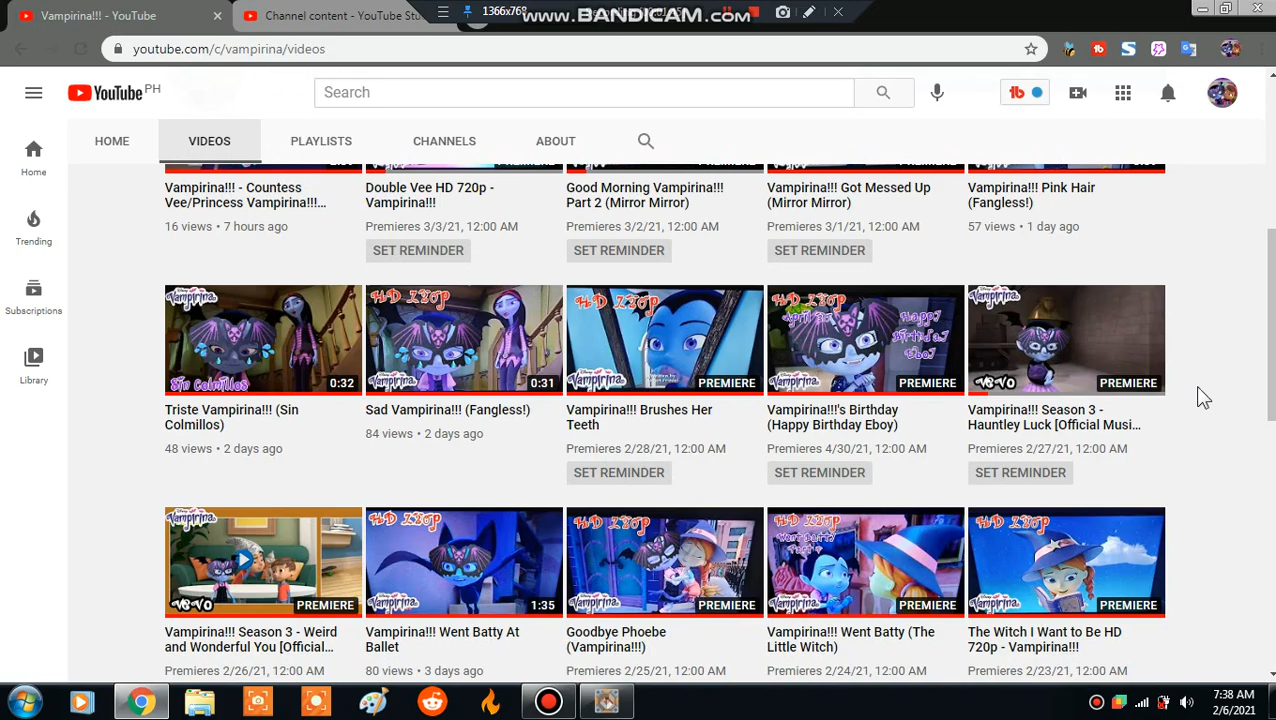 Vampirina!!! - YouTube
Channel content - YouTube Stu
1366x768
www.BANDICAM.com
youtube.com/c/vampirina/videos
YouTube PH
Search
HOME
VIDEOS
PLAYLISTS
CHANNELS
ABOUT
Home
Trending
Subscriptions
Library
Vampirina!!! - Countess
Vee/Princess Vampirina!!!...
16 views • 7 hours ago
Double Vee HD 720p -
Vampirina!!!
Premieres 3/3/21, 12:00 AM
SET REMINDER
Good Morning Vampirina!!!
Part 2 (Mirror Mirror)
Premieres 3/2/21, 12:00 AM
SET REMINDER
Vampirina!!! Got Messed Up
(Mirror Mirror)
Premieres 3/1/21, 12:00 AM
SET REMINDER
Vampirina!!! Pink Hair
(Fangless!)
57 views • 1 day ago
Vampirina
Sin Colmillos
0:32
Triste Vampirina!!! (Sin
Colmillos)
48 views • 2 days ago
HD 720p
Vampirina
0:31
Sad Vampirina!!! (Fangless!)
84 views • 2 days ago
HD 720p
Vampirina
PREMIERE
Vampirina!!! Brushes Her
Teeth
Premieres 2/28/21, 12:00 AM
SET REMINDER
Happy
Birthday
Eboy
Vampirina
PREMIERE
Vampirina!!!'s Birthday
(Happy Birthday Eboy)
Premieres 4/30/21, 12:00 AM
SET REMINDER
Vampirina
vevo
PREMIERE
Vampirina!!! Season 3 -
Hauntley Luck [Official Musi...
Premieres 2/27/21, 12:00 AM
SET REMINDER
Vampirina
vevo
PREMIERE
Vampirina!!! Season 3 - Weird
and Wonderful You [Official...
Premieres 2/26/21, 12:00 AM
HD 720p
Vampirina
1:35
Vampirina!!! Went Batty At
Ballet
80 views • 3 days ago
HD 720p
Vampirina
PREMIERE
Goodbye Phoebe
(Vampirina!!!)
Premieres 2/25/21, 12:00 AM
HD 720p
Went Batty
Vampirina
PREMIERE
Vampirina!!! Went Batty (The
Little Witch)
Premieres 2/24/21, 12:00 AM
HD 720p
Vampirina
PREMIERE
The Witch I Want to Be HD
720p - Vampirina!!!
Premieres 2/23/21, 12:00 AM
7:38 AM
2/6/2021